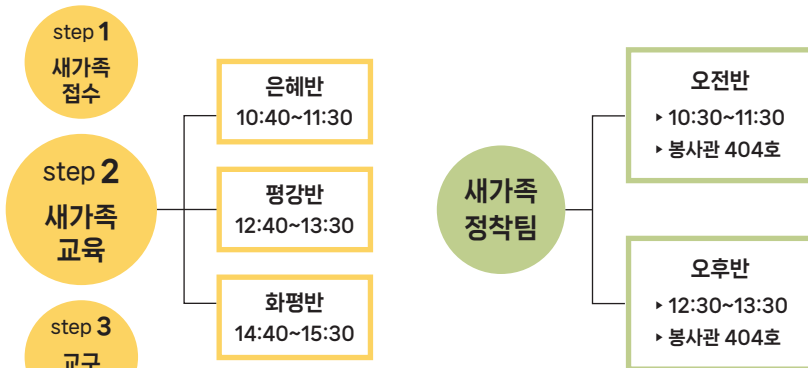 step 1
새가족
접수
step 2
새가족
교육
step 3
교구
은혜반
10:40~11:30
평강반
12:40~13:30
화평반
14:40~15:30
새가족
정착팀
오전반
▸ 10:30~11:30
▸ 봉사관 404호
오후반
▸ 12:30~13:30
▸ 봉사관 404호